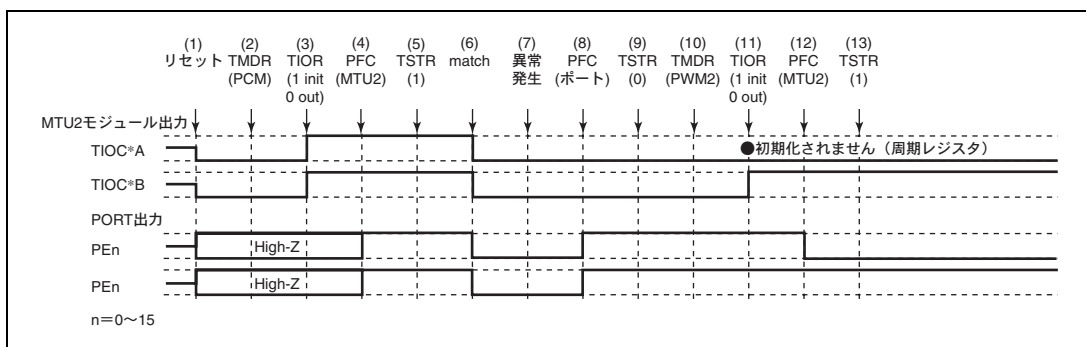 (1) (2) (3) (4) (5) (6) (7) (8) (9) (10) (11) (12) (13)
リセット TMDR TIOR PFC TSTR match 異常 PFC TSTR TMDR TIOR PFC TSTR
(PCM) (1 init (MTU2) (1) 発生 (ポート) (0) (PWM2) (1 init (MTU2) (1)
0 out) 0 out)
MTU2モジュール出力
TIOC*A ●初期化されません（周期レジスタ）
TIOC*B
PORT出力
PEn High-Z
PEn High-Z
n＝0～15